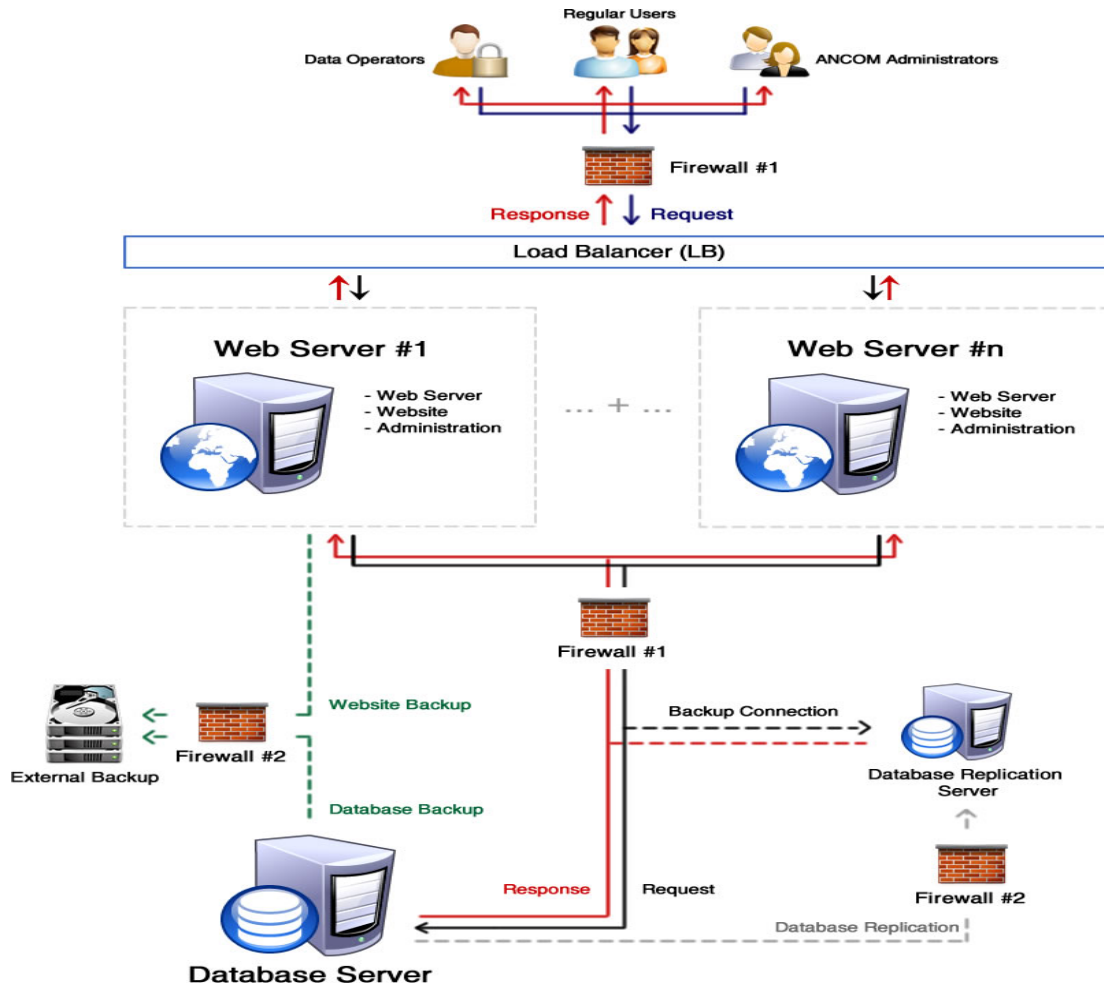 Regular Users
Data Operators
ANCOM Administrators
Firewall #1
Response
Request
Load Balancer (LB)
Web Server #1
- Web Server
- Website
- Administration
... + ...
Web Server #n
- Web Server
- Website
- Administration
Firewall #1
Website Backup
Backup Connection
Firewall #2
External Backup
Database Replication
Server
Database Backup
Response
Request
Firewall #2
Database Replication
Database Server